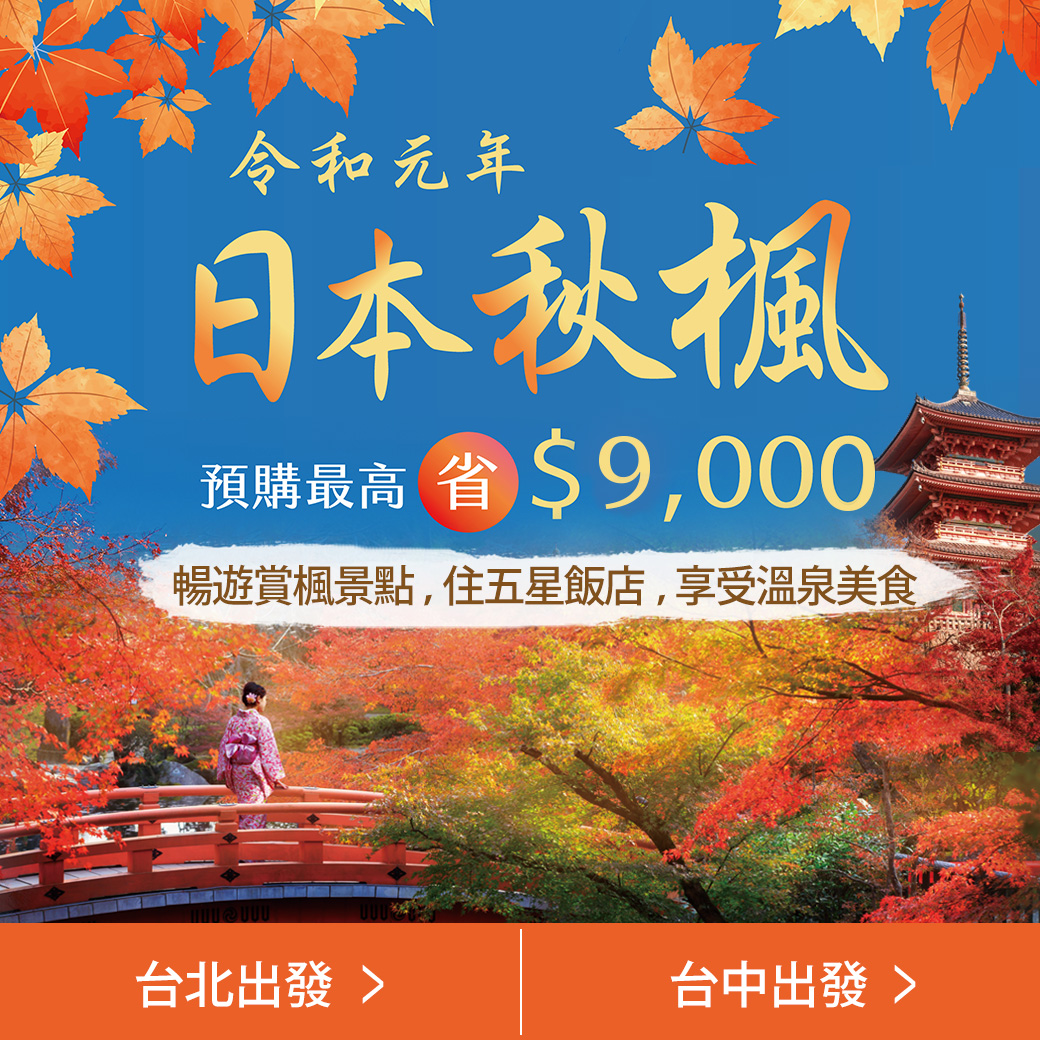 令和元年
日本秋楓
預購最高 省 $9,000
暢遊賞楓景點 , 住五星飯店 , 享受溫泉美食
台北出發 >
台中出發 >